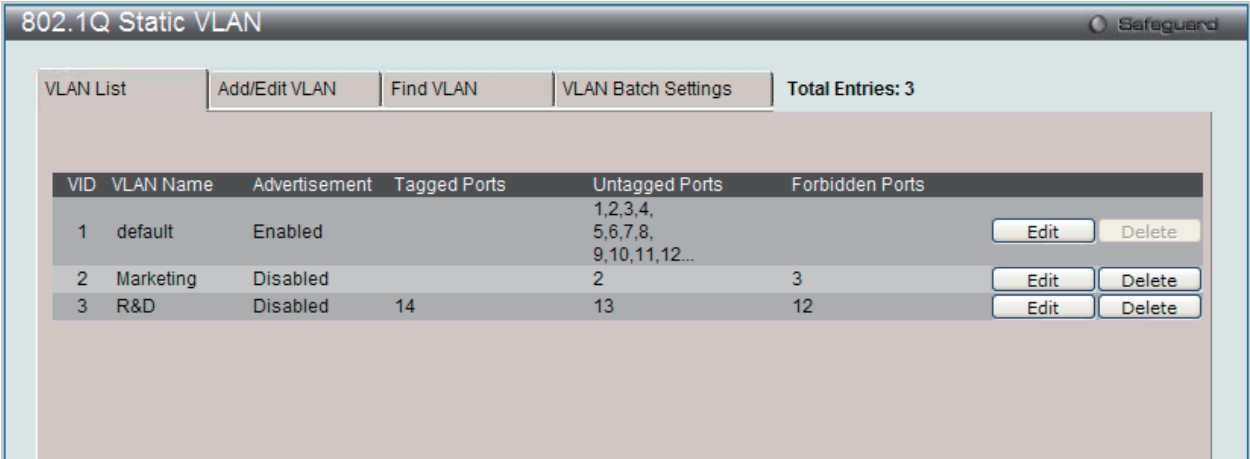 802.1Q Static VLAN
Safeguard
VLAN List Add/Edit VLAN Find VLAN VLAN Batch Settings Total Entries: 3
VID VLAN Name Advertisement Tagged Ports Untagged Ports Forbidden Ports
1,2,3,4,
1 default Enabled 5,6,7,8, Edit Delete
9,10,11,12...
2 Marketing Disabled 2 3 Edit Delete
3 R&D Disabled 14 13 12 Edit Delete